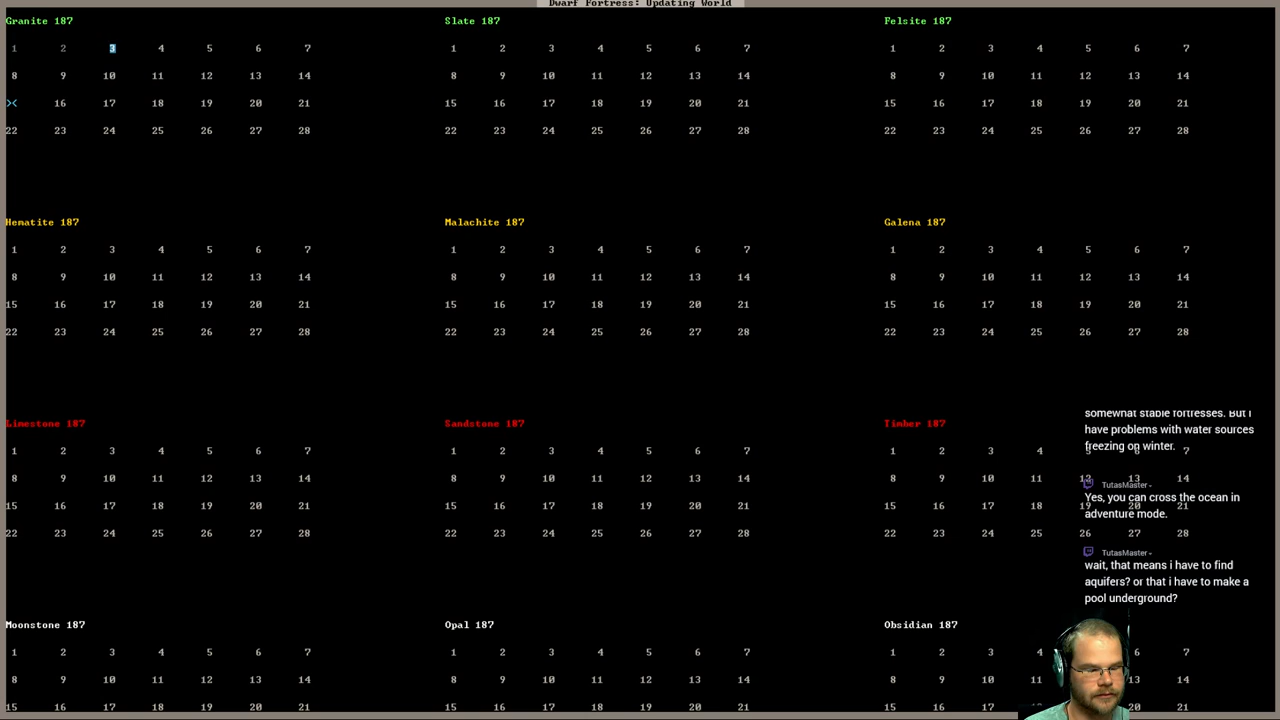 Dwarf Fortress: Updating World
Granite 187 Slate 187 Felsite 187
1 2 3 4 5 6 7 1 2 3 4 5 6 7 1 2 3 4 5 6 7
8 9 10 11 12 13 14 8 9 10 11 12 13 14 8 9 10 11 12 13 14
>< 16 17 18 19 20 21 15 16 17 18 19 20 21 15 16 17 18 19 20 21
22 23 24 25 26 27 28 22 23 24 25 26 27 28 22 23 24 25 26 27 28
Hematite 187 Malachite 187 Galena 187
1 2 3 4 5 6 7 1 2 3 4 5 6 7 1 2 3 4 5 6 7
8 9 10 11 12 13 14 8 9 10 11 12 13 14 8 9 10 11 12 13 14
15 16 17 18 19 20 21 15 16 17 18 19 20 21 15 16 17 18 19 20 21
22 23 24 25 26 27 28 22 23 24 25 26 27 28 22 23 24 25 26 27 28
Limestone 187 Sandstone 187 Timber 187
1 2 3 4 5 6 7 1 2 3 4 5 6 7 1 2 3 4 5 6 7
8 9 10 11 12 13 14 8 9 10 11 12 13 14 8 9 10 11 12 13 14
15 16 17 18 19 20 21 15 16 17 18 19 20 21 15 16 17 18 19 20 21
22 23 24 25 26 27 28 22 23 24 25 26 27 28 22 23 24 25 26 27 28
Moonstone 187 Opal 187 Obsidian 187
1 2 3 4 5 6 7 1 2 3 4 5 6 7 1 2 3 4 6 7
8 9 10 11 12 13 14 8 9 10 11 12 13 14 8 9 10 11 13 14
15 16 17 18 19 20 21 15 16 17 18 19 20 21 15 16 17 20 21
somewhat stable fortresses. But i
have problems with water sources
freezing on winter.
TutasMaster
Yes, you can cross the ocean in
adventure mode.
TutasMaster
wait, that means i have to find
aquifers? or that i have to make a
pool underground?